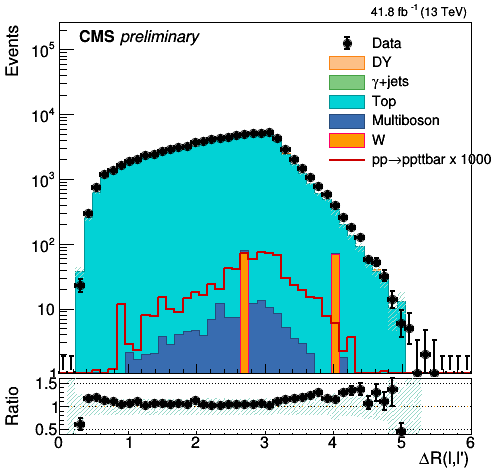 41.8 fb⁻¹ (13 TeV)
CMS preliminary
Events
10⁵
10⁴
10³
10²
10
1
Data
DY
γ+jets
Top
Multiboson
W
pp→ppttbar x 1000
Ratio
1.5
1
0.5
0 1 2 3 4 5 6
ΔR(l,l')